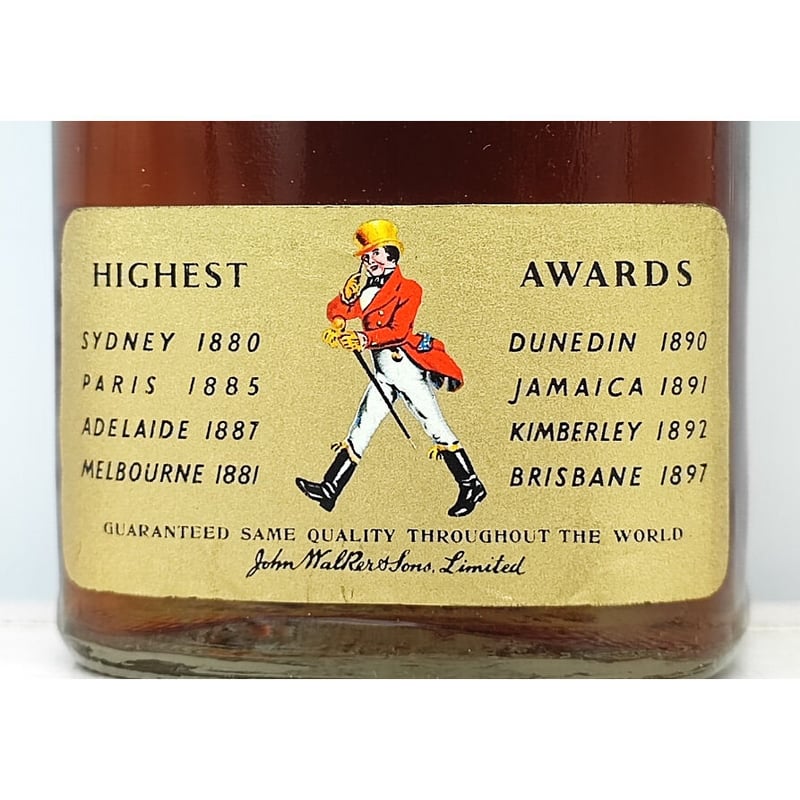 HIGHEST AWARDS
SYDNEY 1880 DUNEDIN 1890
PARIS 1885 JAMAICA 1891
ADELAIDE 1887 KIMBERLEY 1892
MELBOURNE 1881 BRISBANE 1897
GUARANTEED SAME QUALITY THROUGHOUT THE WORLD
John Walker & Sons, Limited